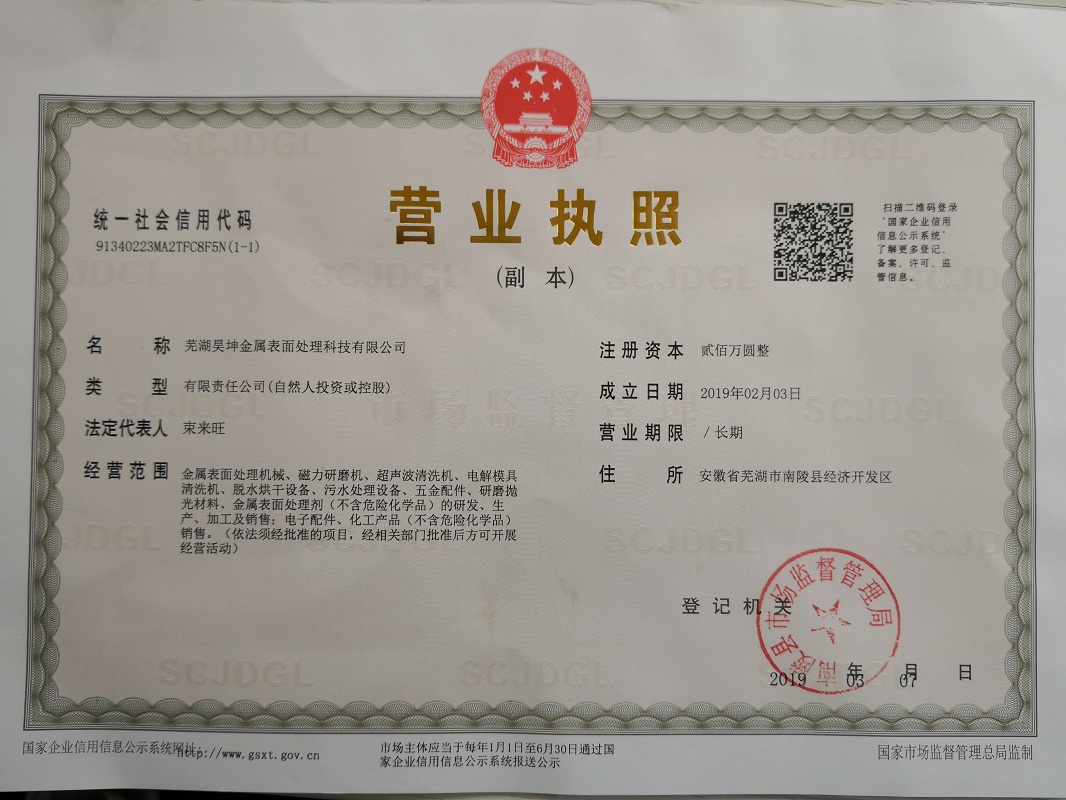 统一社会信用代码
91340223MA2TFC8F5N(1-1)
营业执照
(副 本)
扫描二维码登录
“国家企业信用
信息公示系统”
了解更多登记、
备案、许可、监
管信息。
名 称 芜湖昊坤金属表面处理科技有限公司
类 型 有限责任公司(自然人投资或控股)
法定代表人 束来旺
经营范围 金属表面处理机械、磁力研磨机、超声波清洗机、电解模具
清洗机、脱水烘干设备、污水处理设备、五金配件、研磨抛
光材料、金属表面处理剂（不含危险化学品）的研发、生
产、加工及销售；电子配件、化工产品（不含危险化学品）
销售。（依法须经批准的项目，经相关部门批准后方可开展
经营活动）
注册资本 贰佰万圆整
成立日期 2019年02月03日
营业期限 / 长期
住 所 安徽省芜湖市南陵县经济开发区
登记机关
南陵县市场监督管理局
2019 年 03 月 07 日
国家企业信用信息公示系统网址: http://www.gsxt.gov.cn
市场主体应当于每年1月1日至6月30日通过国
家企业信用信息公示系统报送公示
国家市场监督管理总局监制
SCJDGL
市场监督管理